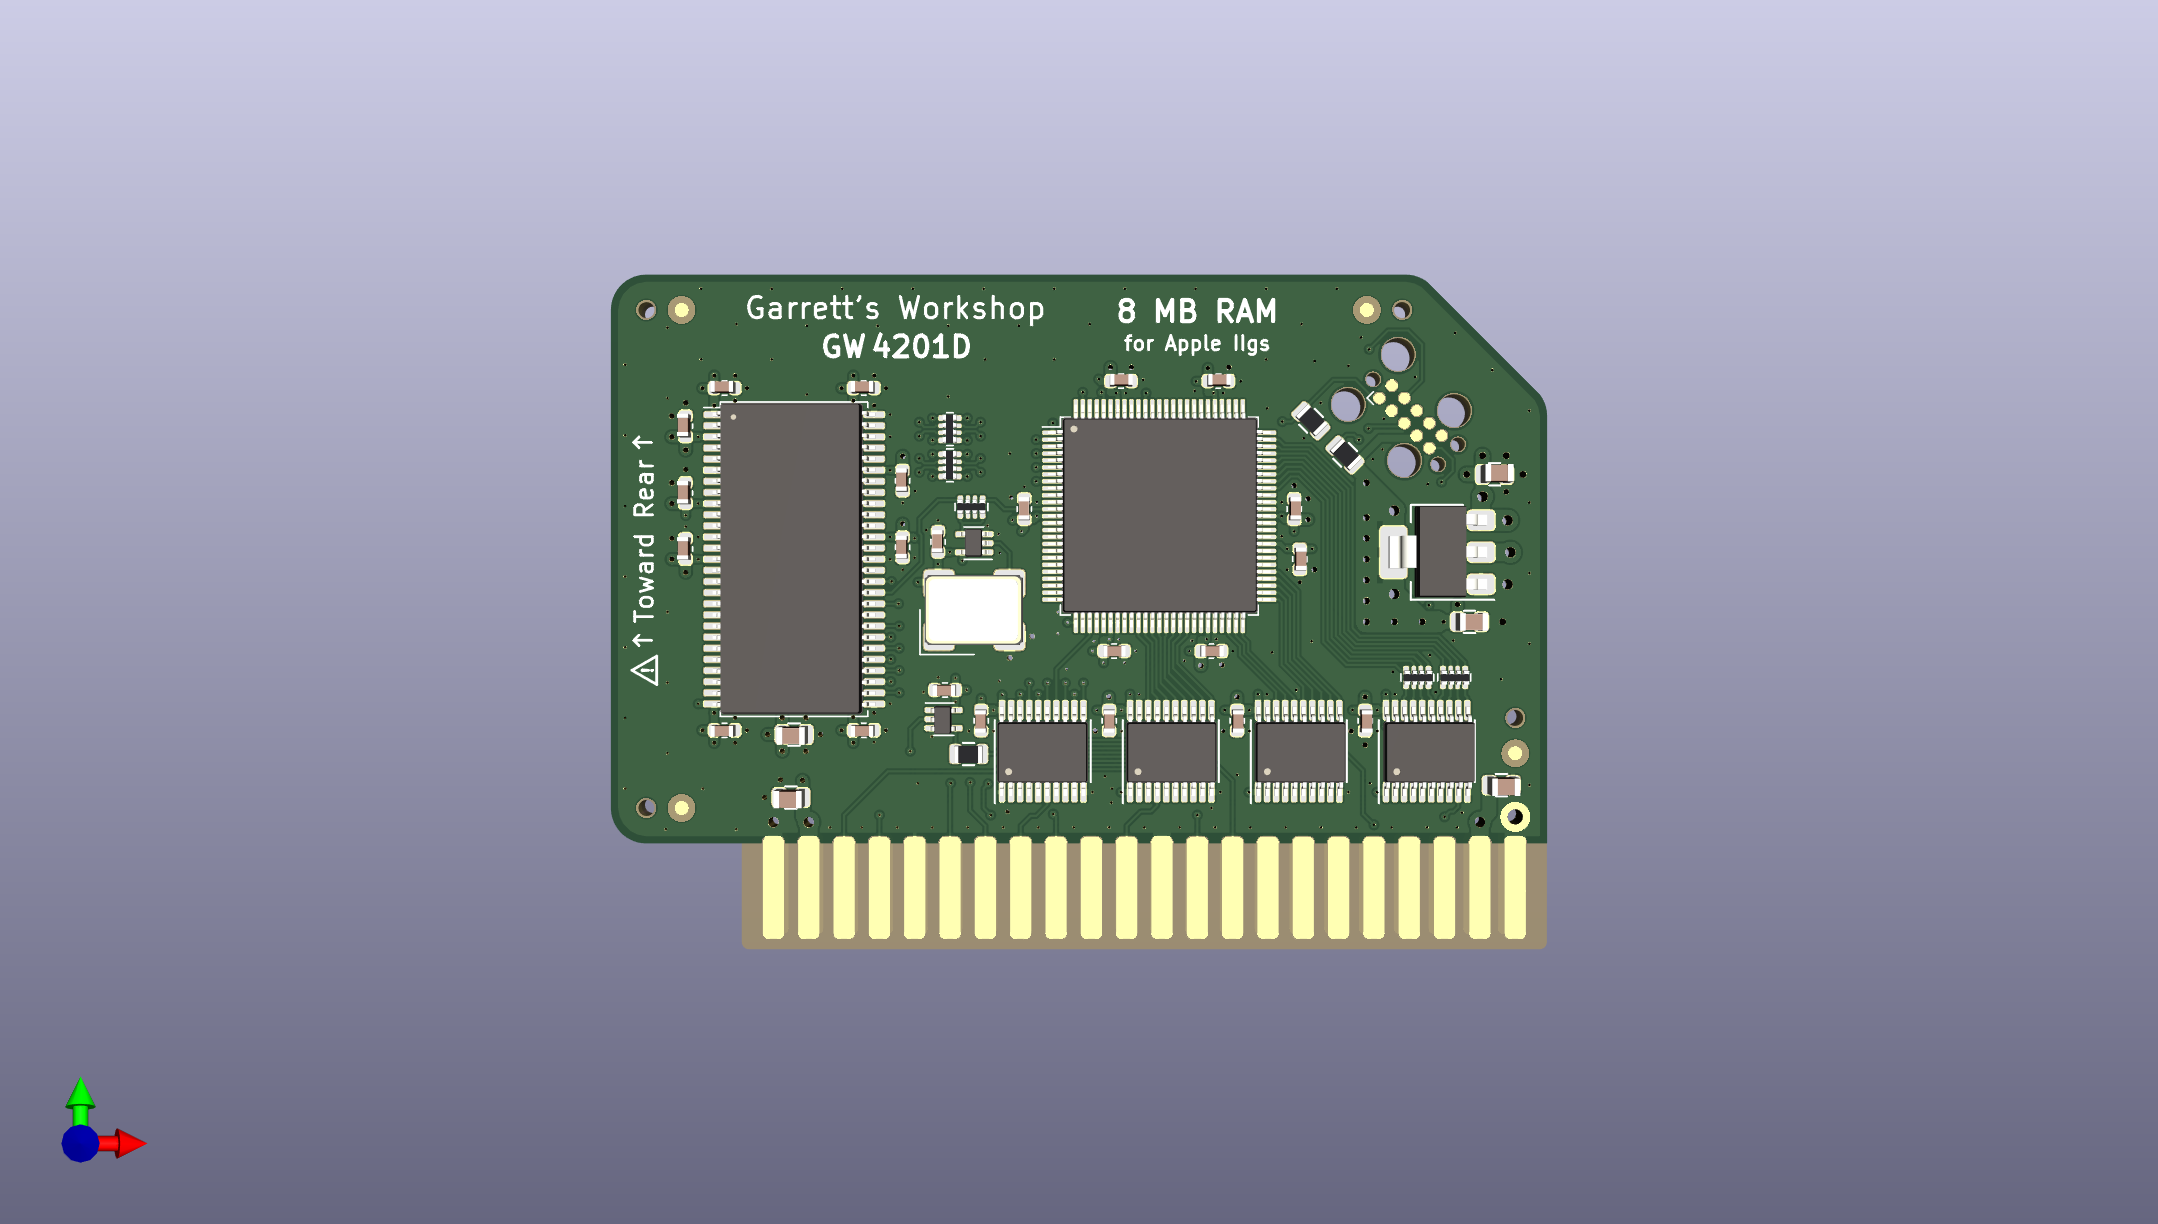 Garrett's Workshop
GW4201D
8 MB RAM
for Apple IIgs
⚠ ↑ Toward Rear ↑